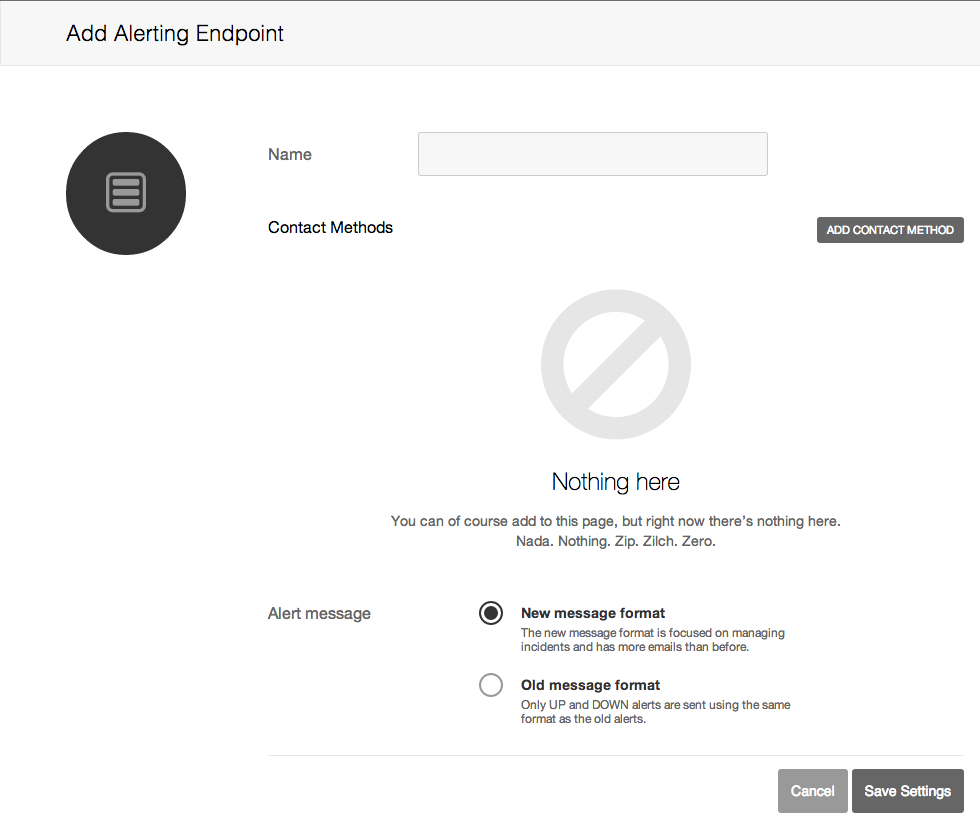 Add Alerting Endpoint
Name
Contact Methods
ADD CONTACT METHOD
Nothing here
You can of course add to this page, but right now there's nothing here.
Nada. Nothing. Zip. Zilch. Zero.
Alert message
New message format
The new message format is focused on managing
incidents and has more emails than before.
Old message format
Only UP and DOWN alerts are sent using the same
format as the old alerts.
Cancel
Save Settings